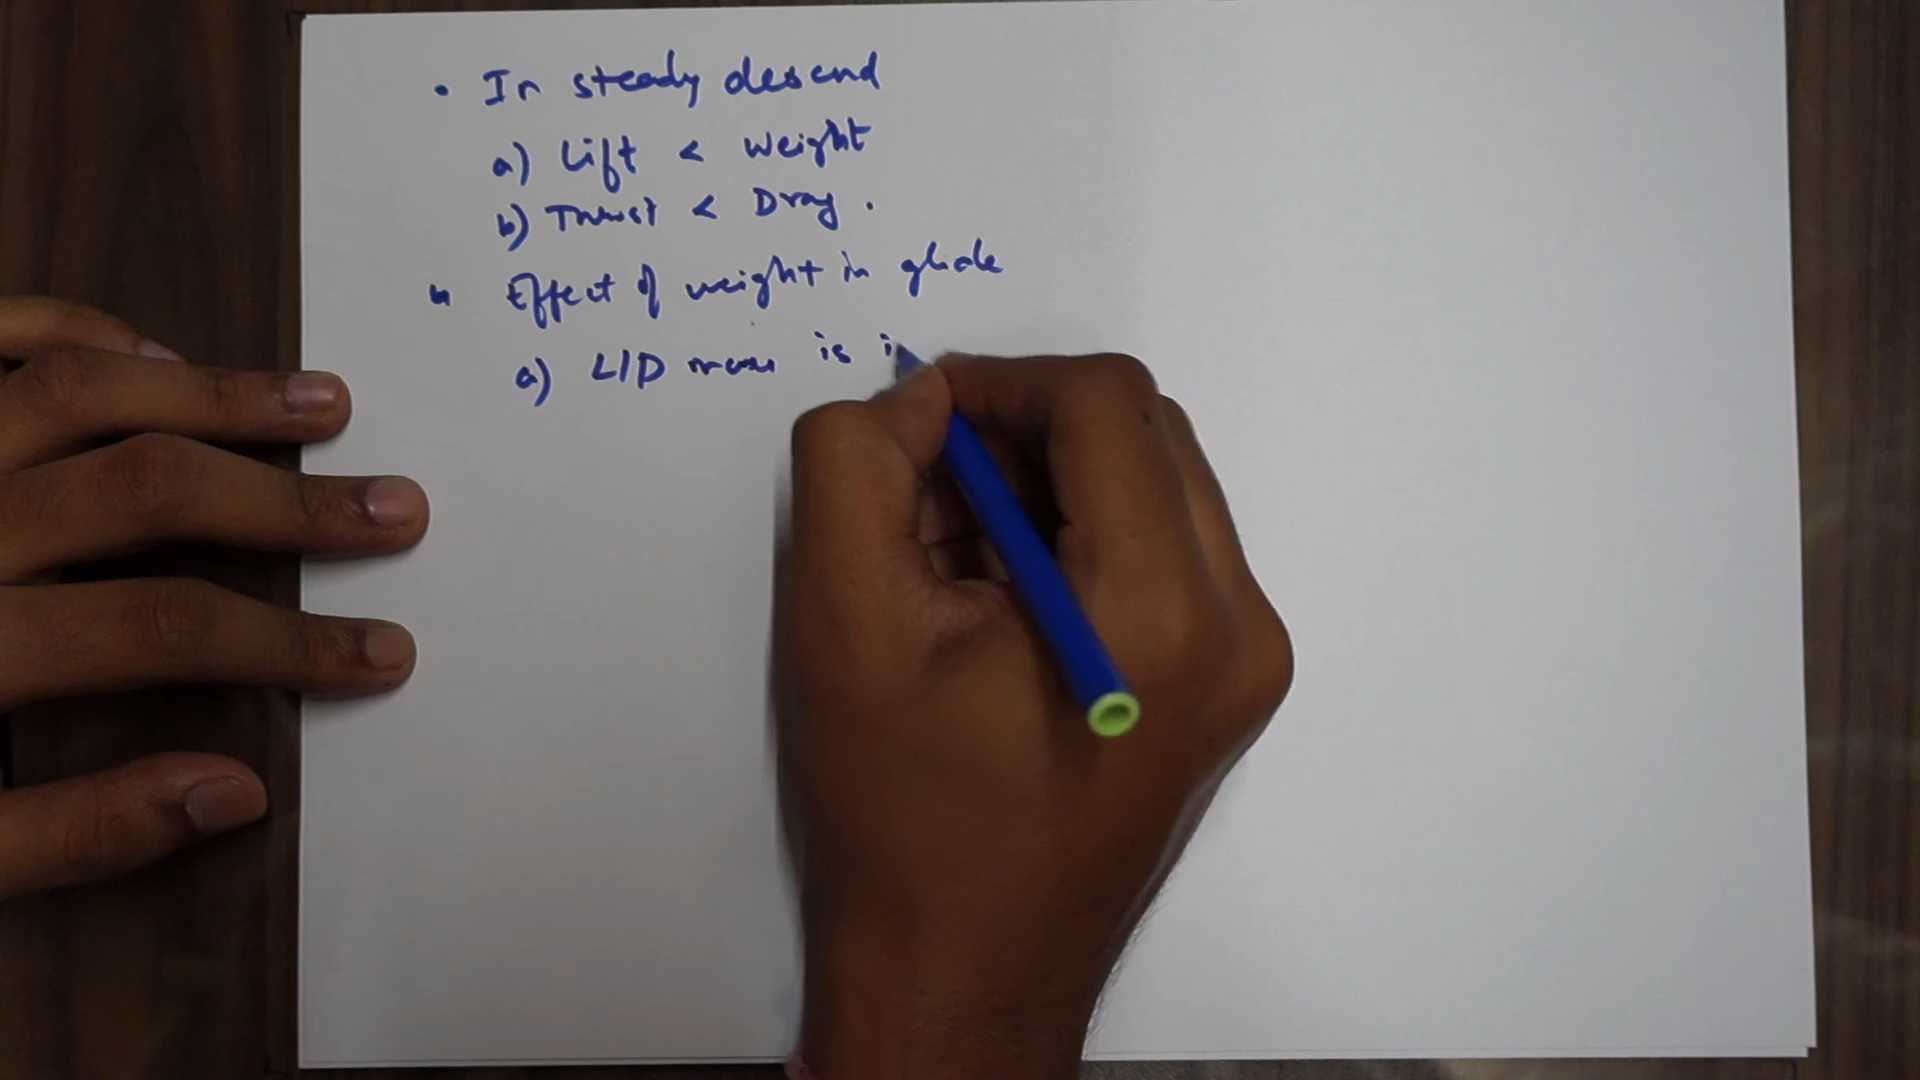 • In steady descend
a) Lift < Weight
b) Thrust < Drag.
Effect of weight in glide
a) L/D max is i